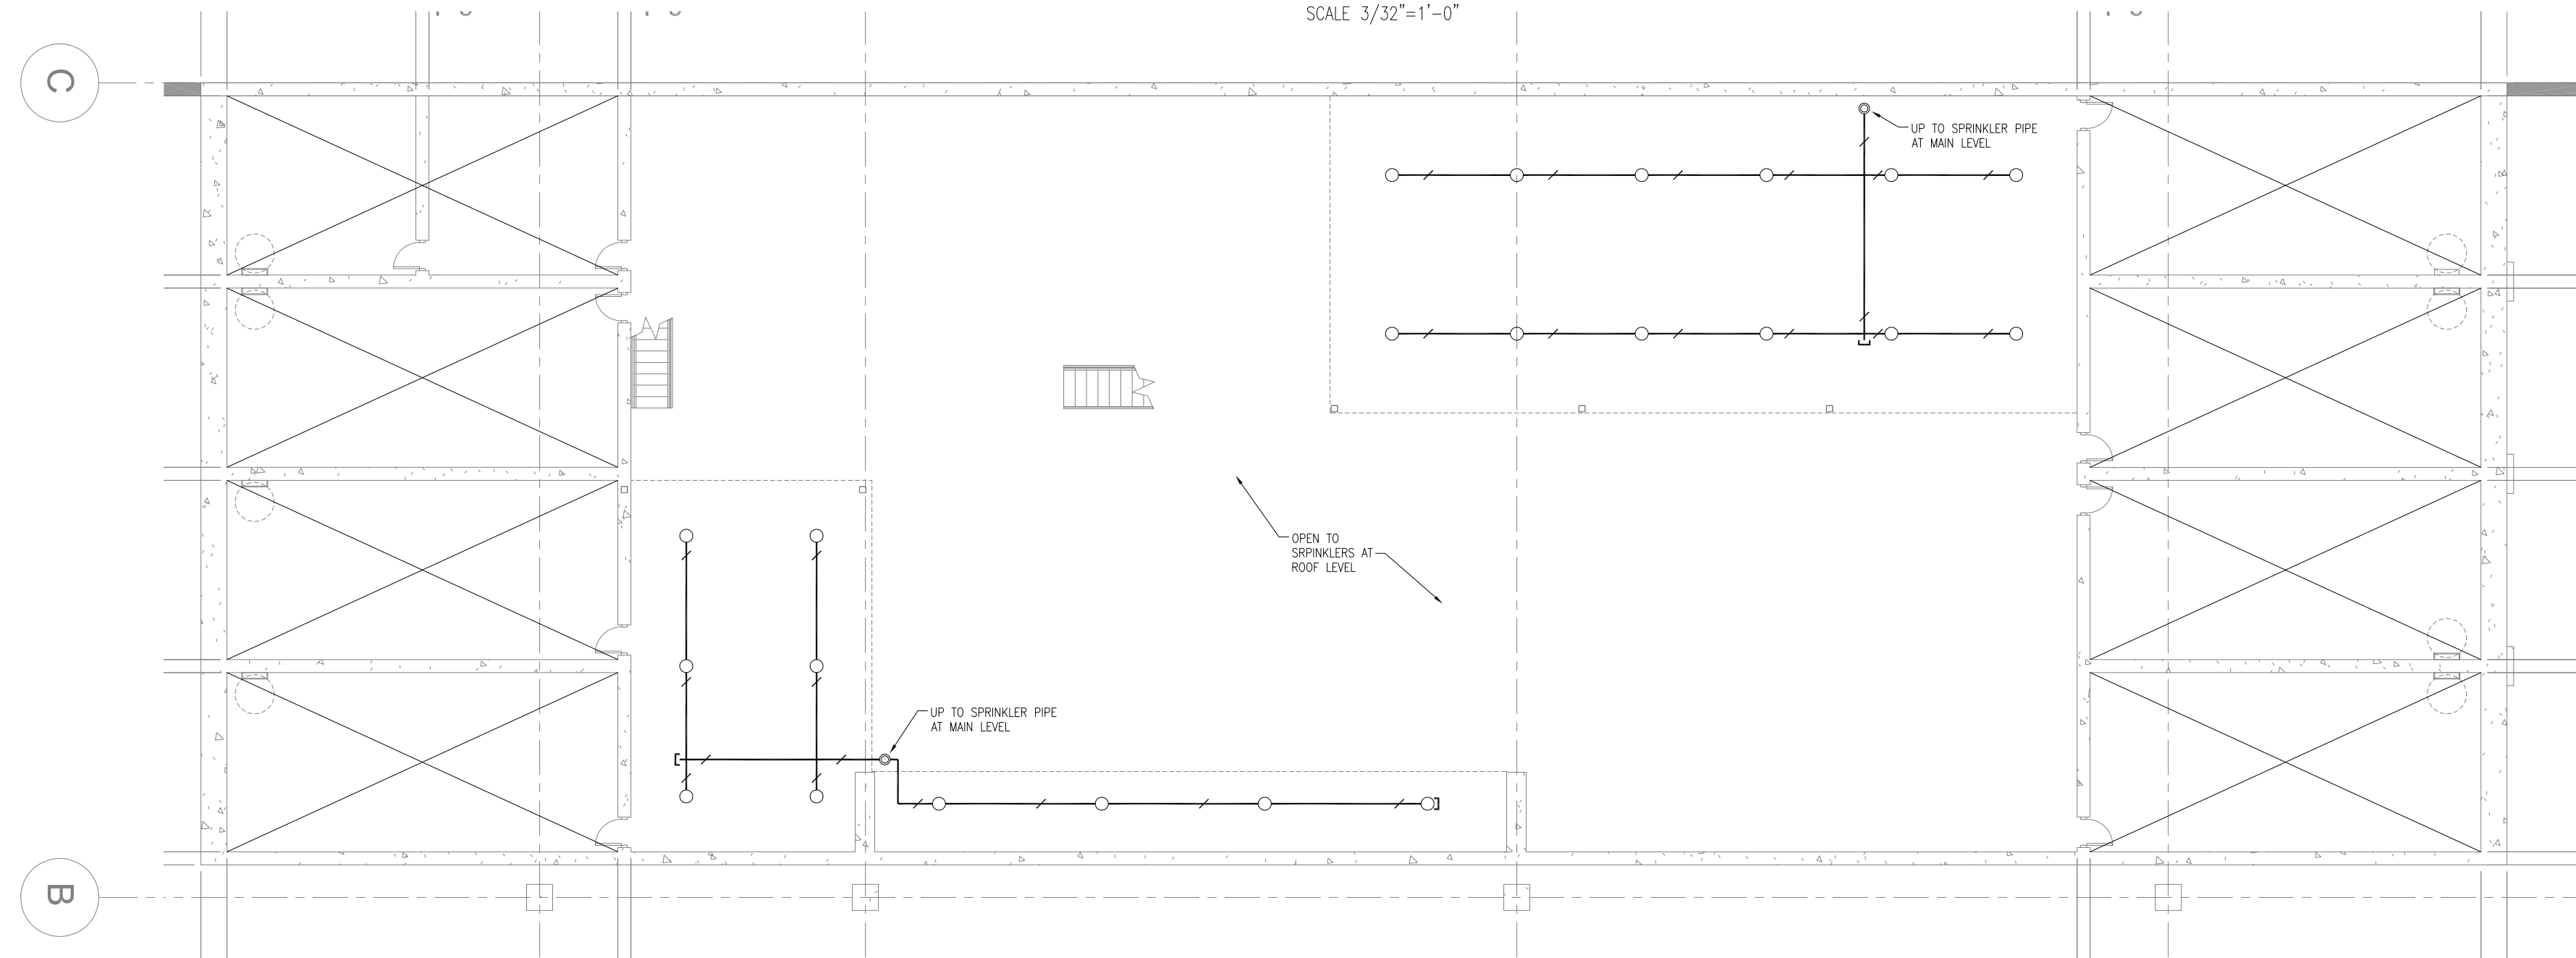 SCALE 3/32"=1'-0"
C
UP TO SPRINKLER PIPE
AT MAIN LEVEL
OPEN TO
SRPINKLERS AT
ROOF LEVEL
UP TO SPRINKLER PIPE
AT MAIN LEVEL
B